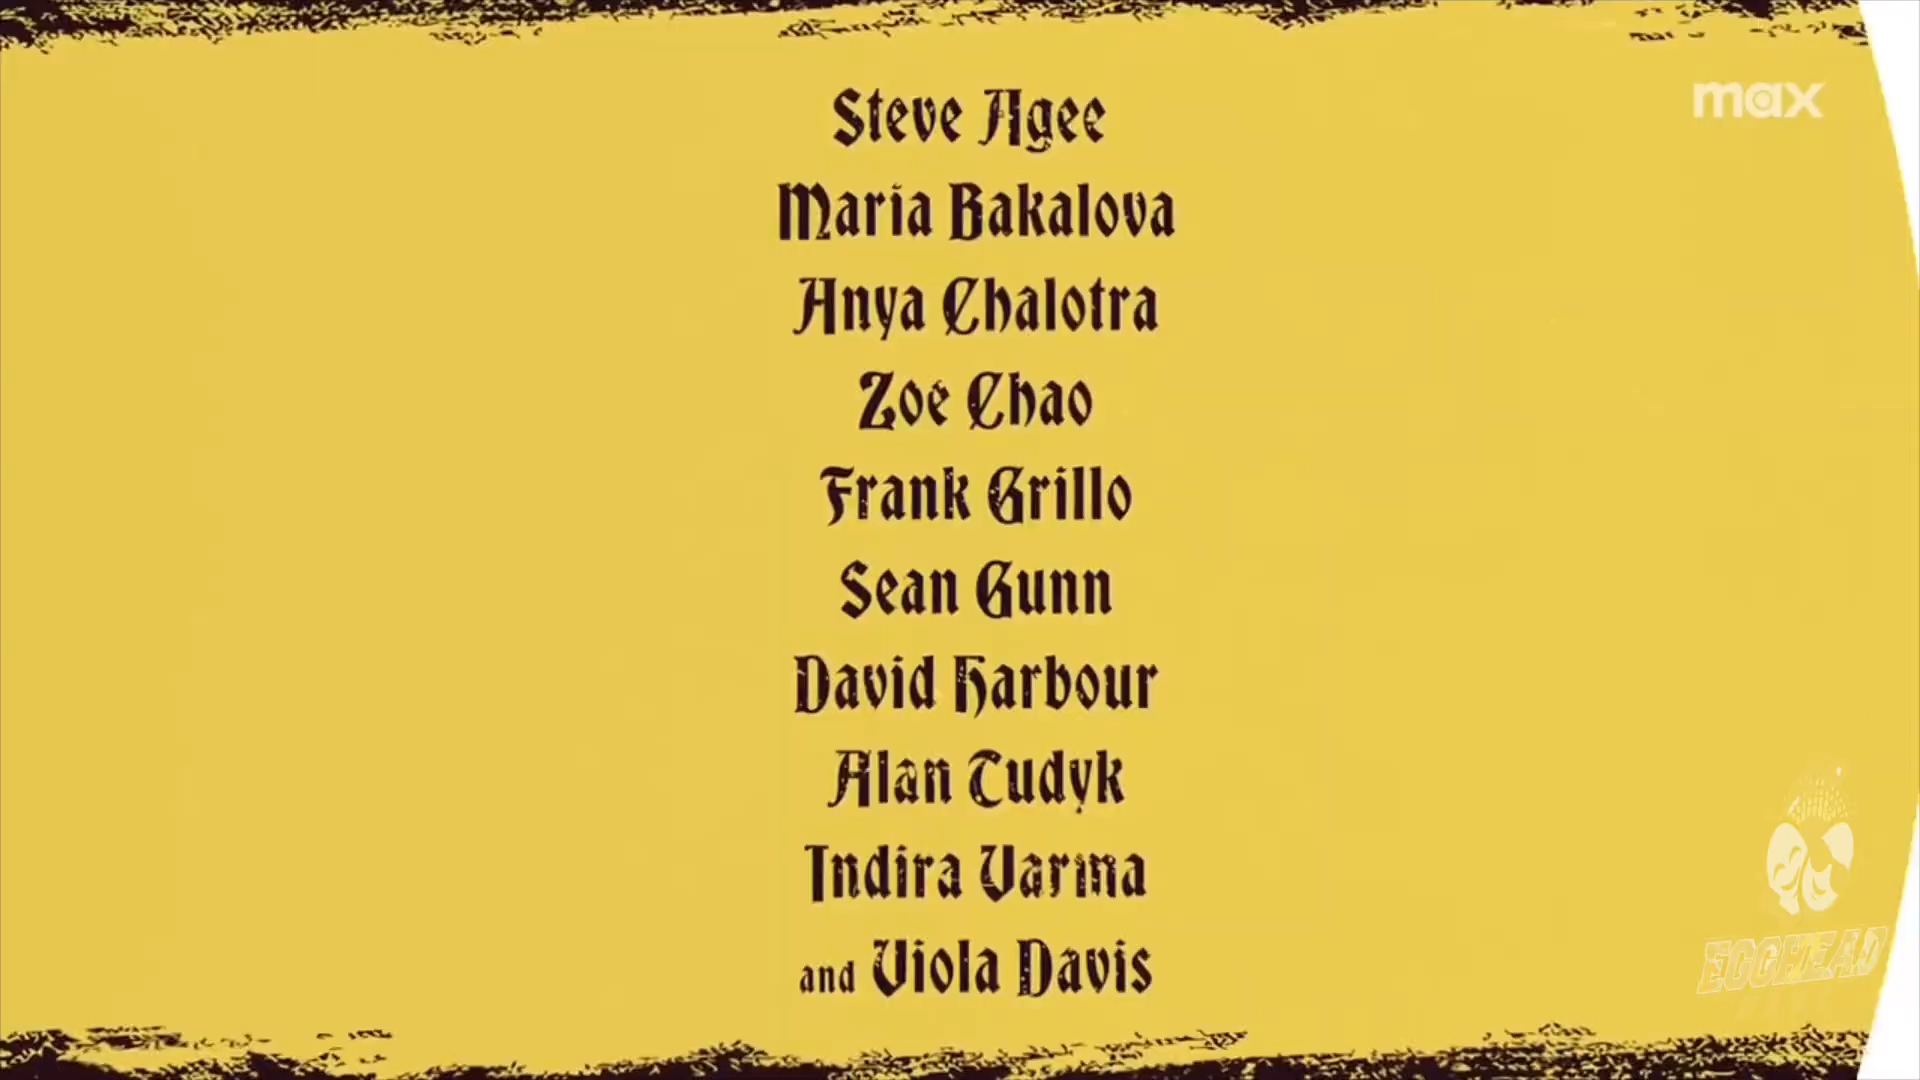 max
Steve Agee
Maria Bakalova
Anya Chalotra
Zoe Chao
Frank Grillo
Sean Gunn
David Harbour
Alan Tudyk
Indira Varma
and Viola Davis
EGGHEAD